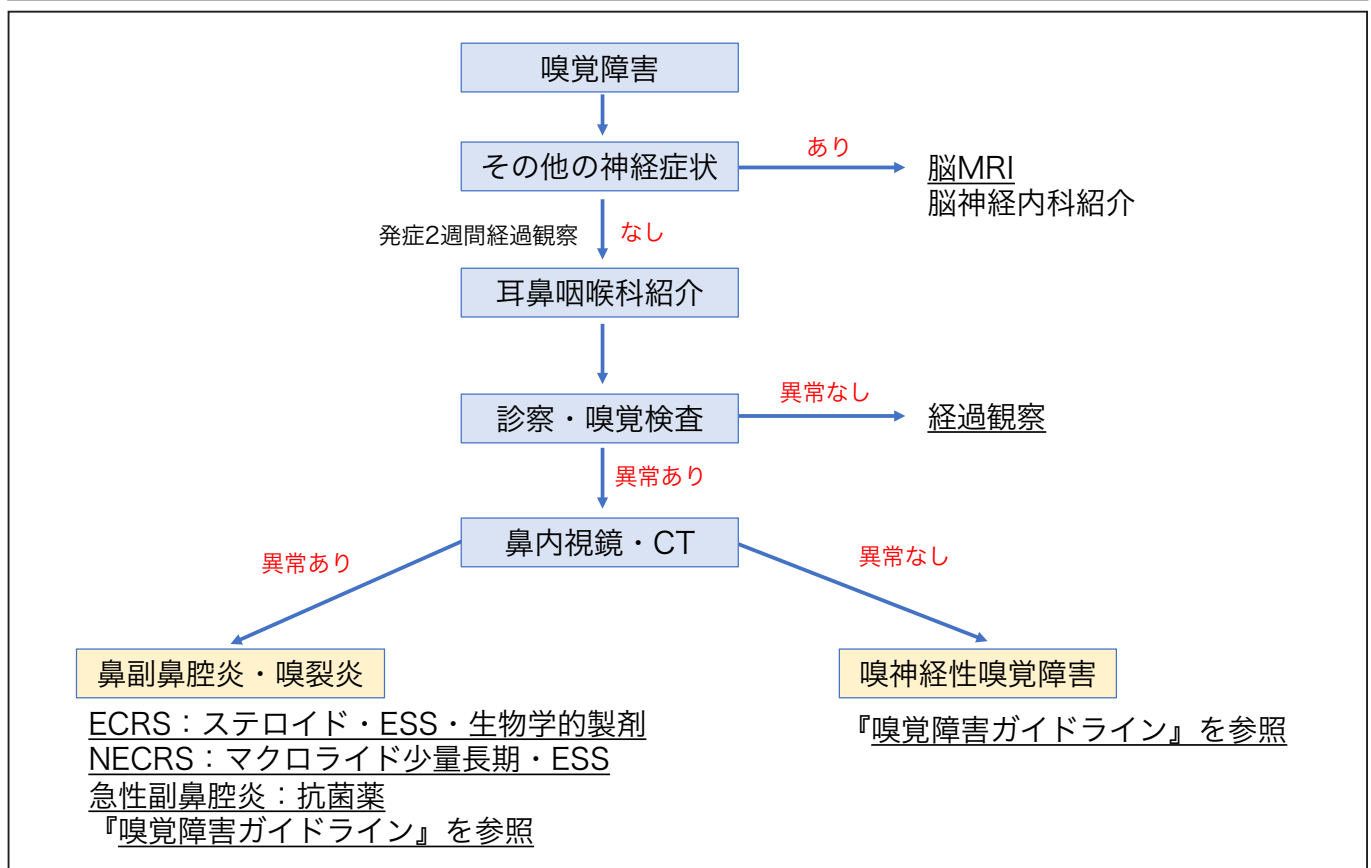 嗅覚障害
その他の神経症状
あり
脳MRI
脳神経内科紹介
発症2週間経過観察
なし
耳鼻咽喉科紹介
診察・嗅覚検査
異常なし
経過観察
異常あり
鼻内視鏡・CT
異常あり
異常なし
鼻副鼻腔炎・嗅裂炎
ECRS：ステロイド・ESS・生物学的製剤
NECRS：マクロライド少量長期・ESS
急性副鼻腔炎：抗菌薬
『嗅覚障害ガイドライン』を参照
嗅神経性嗅覚障害
『嗅覚障害ガイドライン』を参照